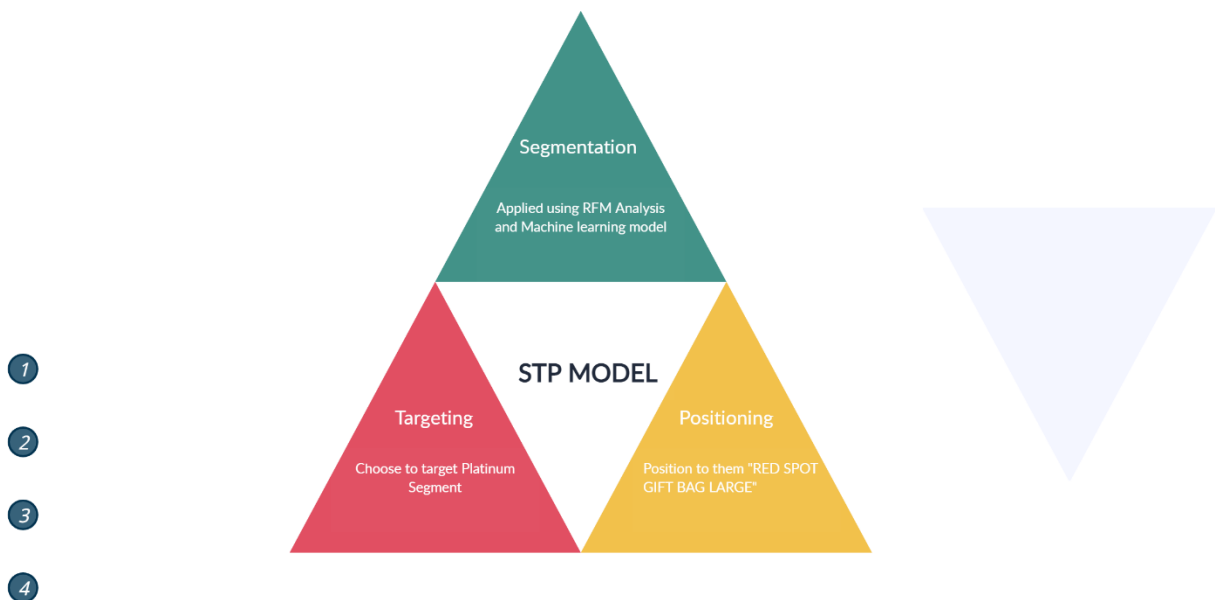 Segmentation
Applied using RFM Analysis
and Machine learning model
STP MODEL
Targeting
Choose to target Platinum
Segment
Positioning
Position to them "RED SPOT
GIFT BAG LARGE"
1
2
3
4